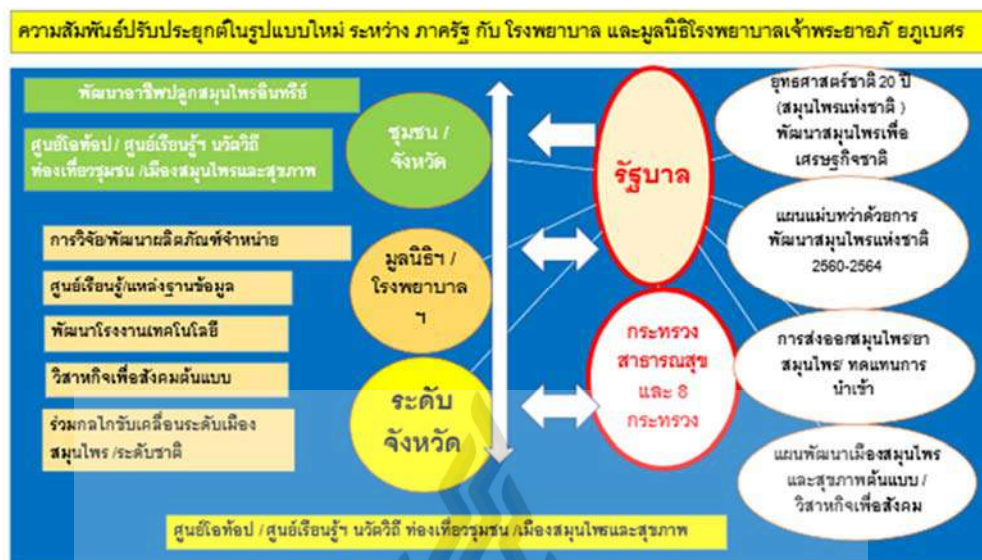 ความสัมพันธ์ปรับประยุกต์ในรูปแบบใหม่ ระหว่าง ภาครัฐ กับ โรงพยาบาล และมูลนิธิโรงพยาบาลเจ้าพระยาอภั ยภูเบศร
พัฒนาอาชีพปลูกสมุนไพรอินทรีย์
ศูนย์โอท้อป / ศูนย์เรียนรู้ฯ นวัตวิถี
ท่องเที่ยวชุมชน /เมืองสมุนไพรและสุขภาพ
การวิจัย/พัฒนาผลิตภัณฑ์จำหน่าย
ศูนย์เรียนรู้/แหล่งฐานข้อมูล
พัฒนาโรงงานเทคโนโลยี
วิสาหกิจเพื่อสังคมต้นแบบ
ร่วมกลไกขับเคลื่อนระดับเมือง
สมุนไพร /ระดับชาติ
ชุมชน /
จังหวัด
มูลนิธิฯ /
โรงพยาบาล
ฯ
ระดับ
จังหวัด
รัฐบาล
กระทรวง
สาธารณสุข
และ 8
กระทรวง
ยุทธศาสตร์ชาติ 20 ปี
(สมุนไพรแห่งชาติ )
พัฒนาสมุนไพรเพื่อ
เศรษฐกิจชาติ
แผนแม่บทว่าด้วยการ
พัฒนาสมุนไพรแห่งชาติ
2560-2564
การส่งออกสมุนไพร/ยา
สมุนไพร/ ทดแทนการ
นำเข้า
แผนพัฒนาเมืองสมุนไพร
และสุขภาพต้นแบบ /
วิสาหกิจเพื่อสังคม
ศูนย์โอท้อป / ศูนย์เรียนรู้ฯ นวัตวิถี ท่องเที่ยวชุมชน /เมืองสมุนไพรและสุขภาพ